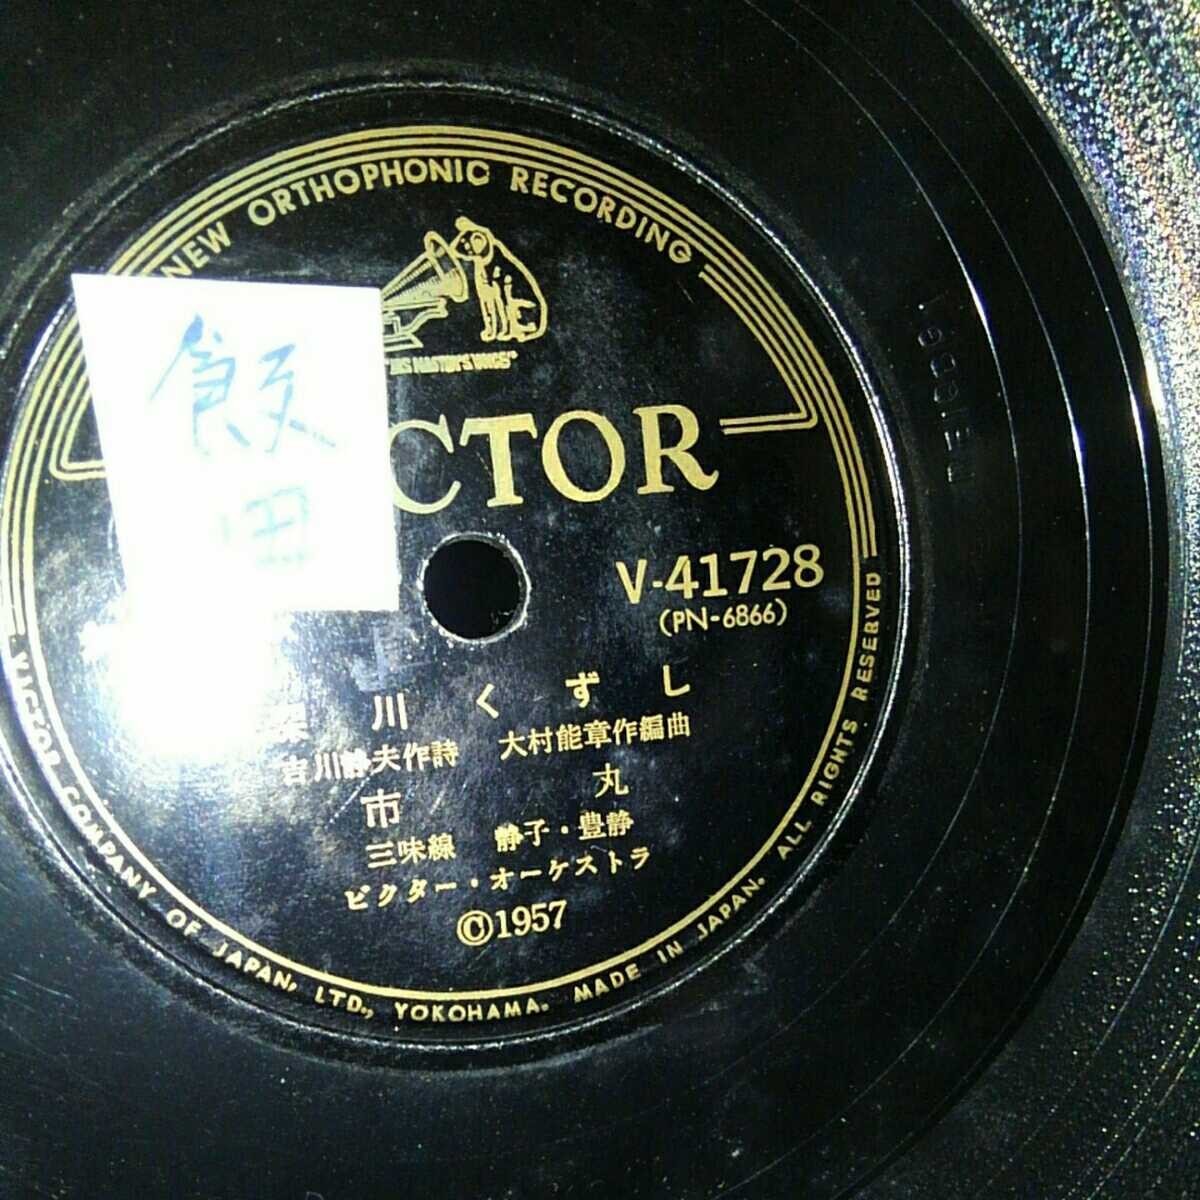 NEW ORTHOPHONIC RECORDING
"HIS MASTER'S VOICE"
飯田
CTOR
V-41728
(PN-6866)
川くずし
吉川静夫作詩 大村能章作編曲
市丸
三味線 静子・豊静
ビクター・オーケストラ
©1957
VICTOR COMPANY OF JAPAN, LTD., YOKOHAMA. MADE IN JAPAN. ALL RIGHTS RESERVED